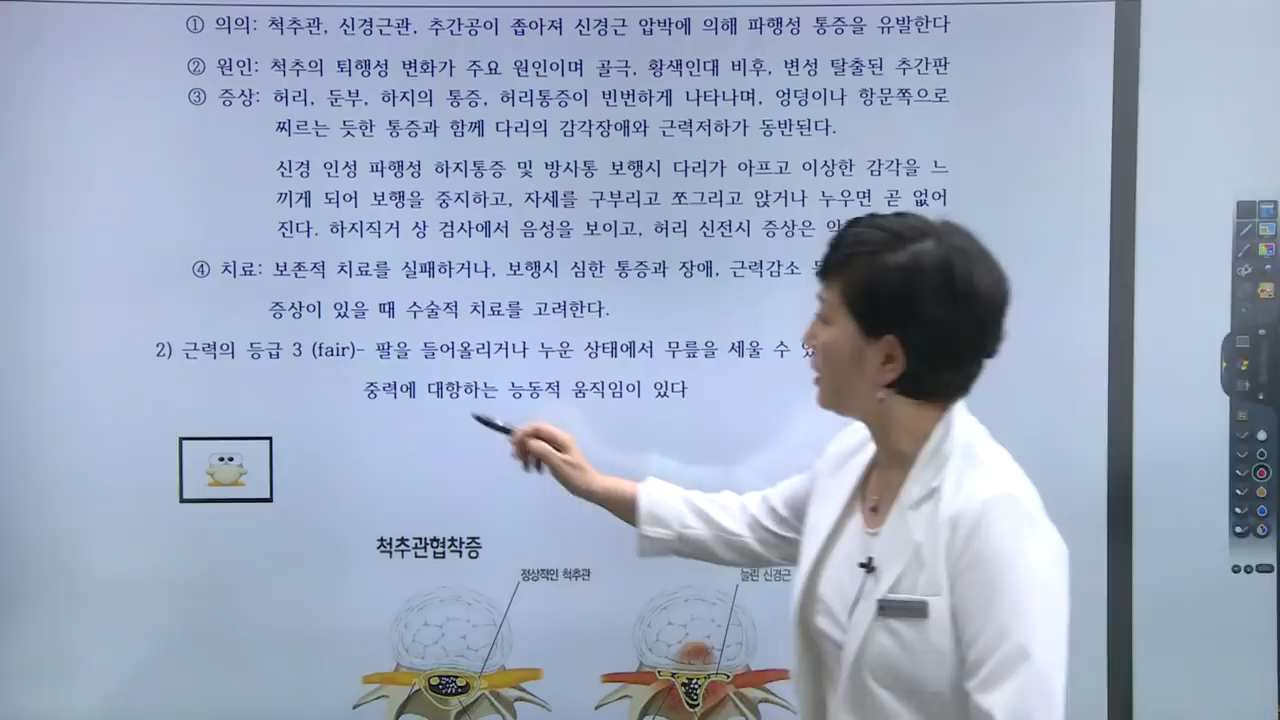 ① 의의: 척추관, 신경근관, 추간공이 좁아져 신경근 압박에 의해 파행성 통증을 유발한다
② 원인: 척추의 퇴행성 변화가 주요 원인이며 골극, 황색인대 비후, 변성 탈출된 추간판
③ 증상: 허리, 둔부, 하지의 통증, 허리통증이 빈번하게 나타나며, 엉덩이나 항문쪽으로
찌르는 듯한 통증과 함께 다리의 감각장애와 근력저하가 동반된다.
신경 인성 파행성 하지통증 및 방사통 보행시 다리가 아프고 이상한 감각을 느
끼게 되어 보행을 중지하고, 자세를 구부리고 쪼그리고 앉거나 누우면 곧 없어
진다. 하지직거 상 검사에서 음성을 보이고, 허리 신전시 증상은
④ 치료: 보존적 치료를 실패하거나, 보행시 심한 통증과 장애, 근력감소
증상이 있을 때 수술적 치료를 고려한다.
2) 근력의 등급 3 (fair)- 팔을 들어올리거나 누운 상태에서 무릎을 세울 수
중력에 대항하는 능동적 움직임이 있다
척추관협착증
정상적인 척추관
눌린 신경근